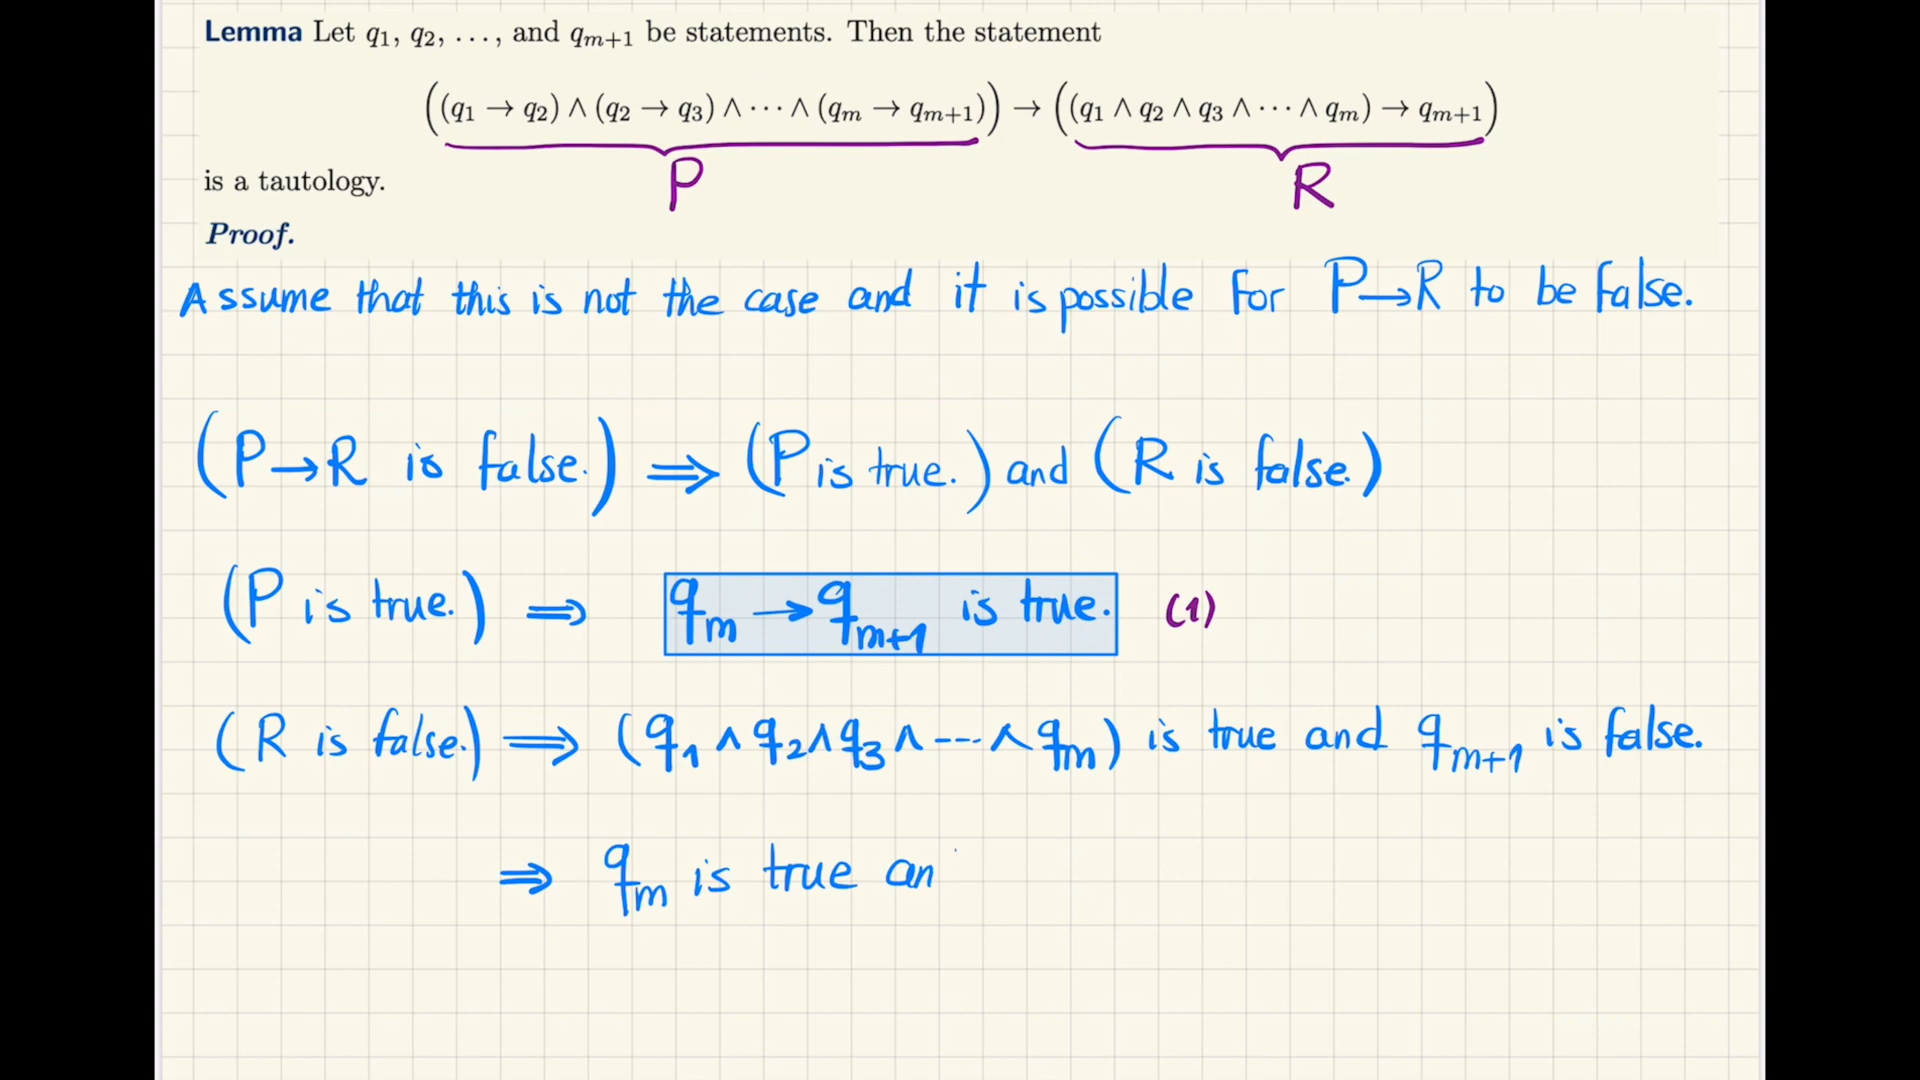 Lemma Let q₁, q₂, …, and qₘ₊₁ be statements. Then the statement
((q₁ → q₂) ∧ (q₂ → q₃) ∧ ⋯ ∧ (qₘ → qₘ₊₁)) → ((q₁ ∧ q₂ ∧ q₃ ∧ ⋯ ∧ qₘ) → qₘ₊₁)
P R
is a tautology.
Proof.
Assume that this is not the case and it is possible for P→R to be false.
(P→R is false.) ⟹ (P is true.) and (R is false.)
(P is true.) ⟹ qₘ → qₘ₊₁ is true. (1)
(R is false.) ⟹ (q₁ ∧ q₂ ∧ q₃ ∧ --- ∧ qₘ) is true and qₘ₊₁ is false.
⟹ qₘ is true an